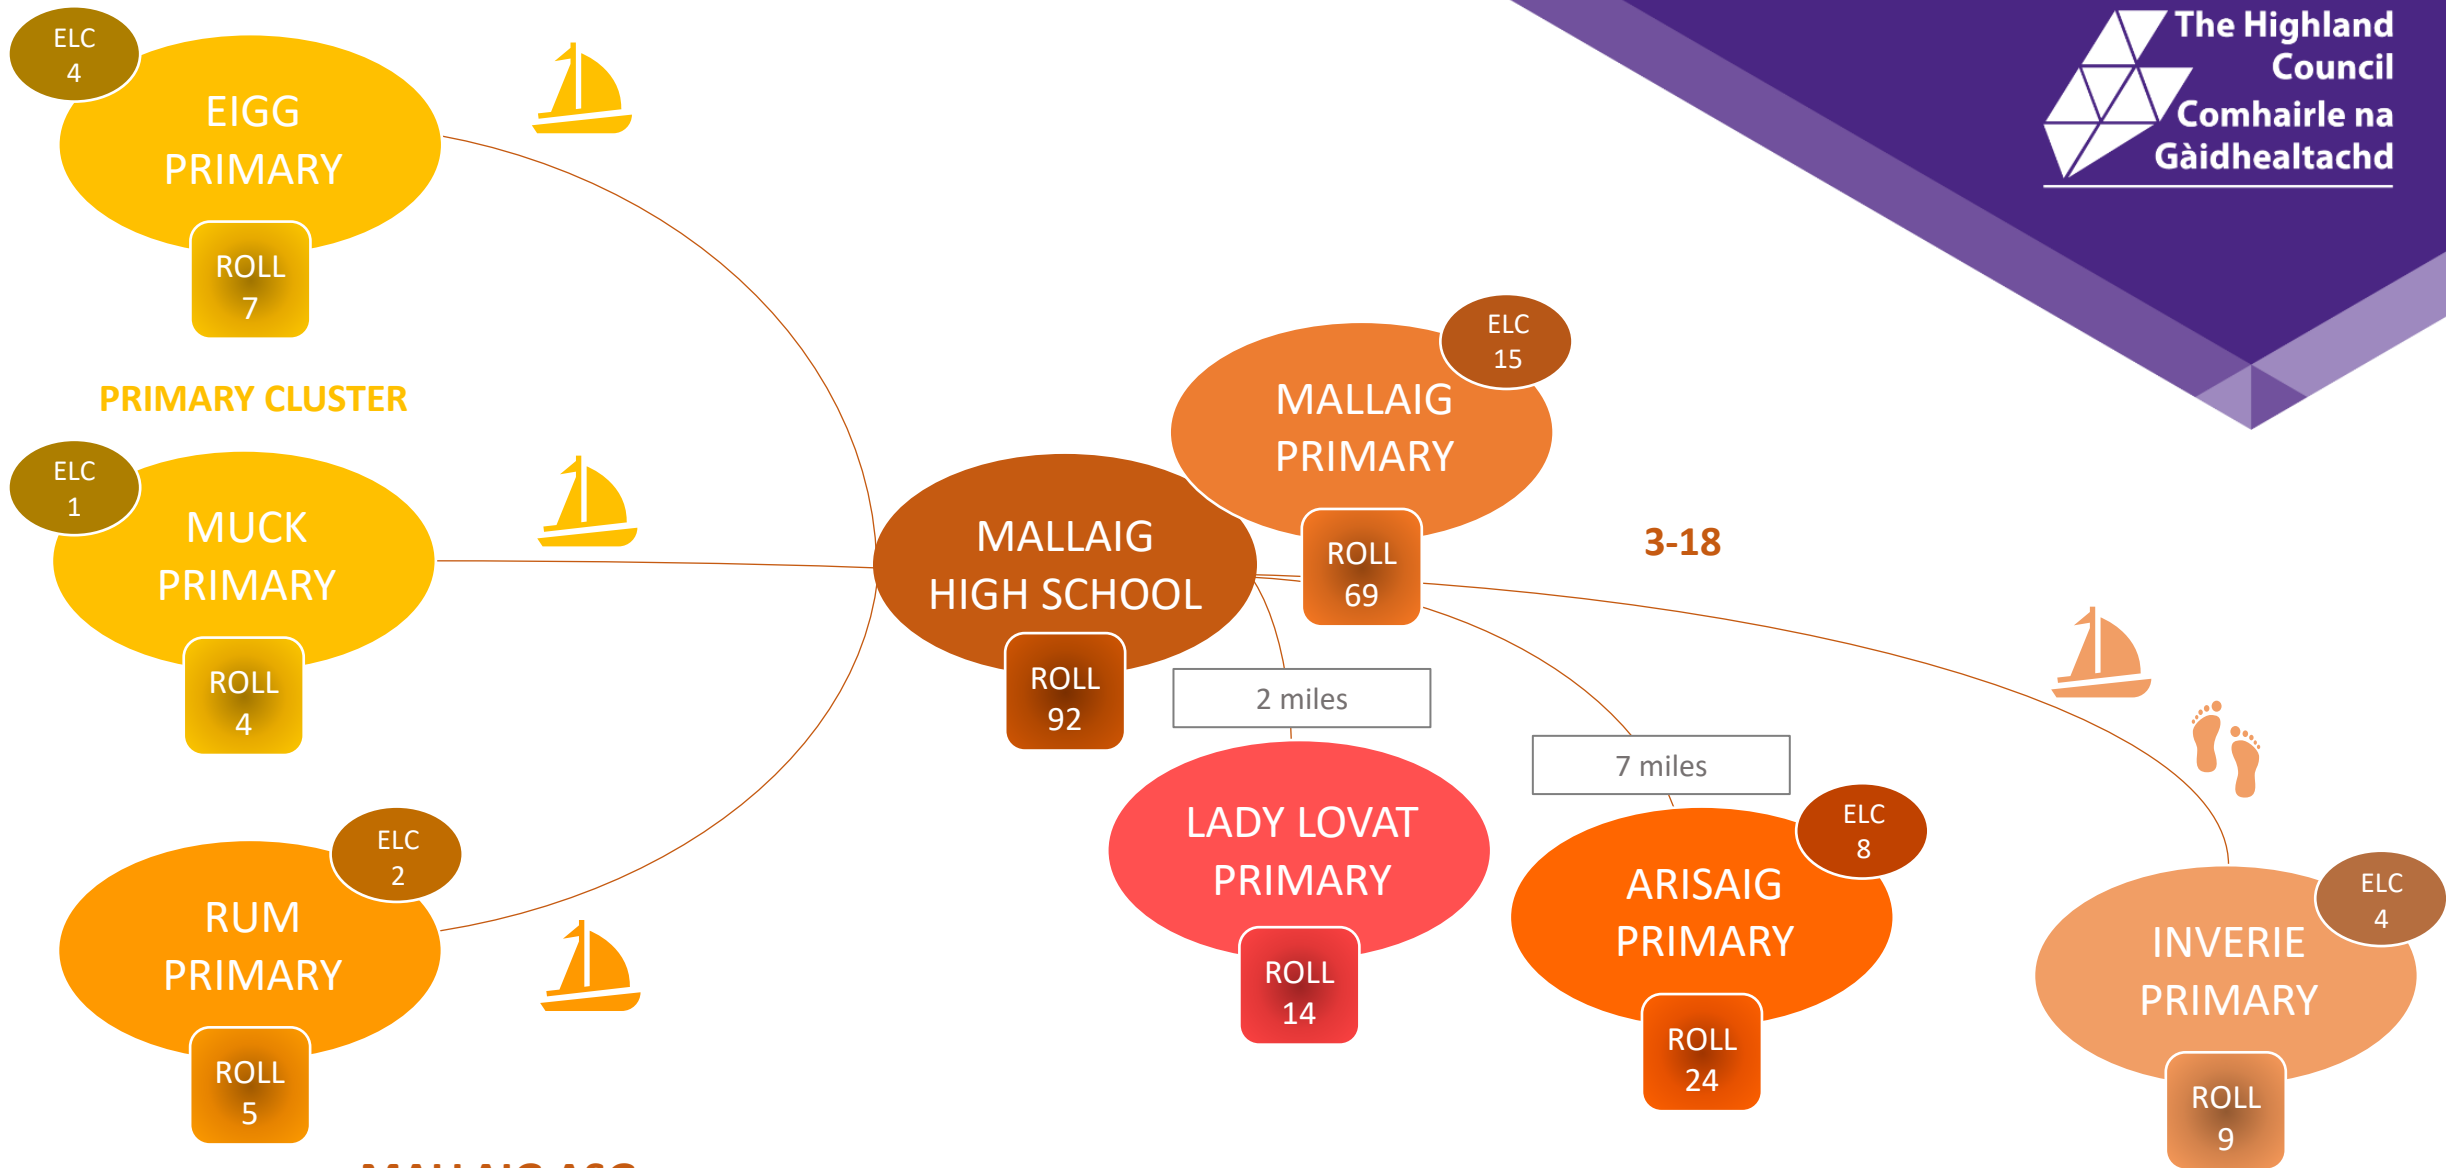 The Highland
Council
Comhairle na
Gàidhealtachd
ELC
4
EIGG
PRIMARY
ROLL
7
PRIMARY CLUSTER
ELC
1
MUCK
PRIMARY
ROLL
4
ELC
2
RUM
PRIMARY
ROLL
5
MALLAIG
HIGH SCHOOL
ROLL
92
ELC
15
MALLAIG
PRIMARY
ROLL
69
3-18
2 miles
LADY LOVAT
PRIMARY
ROLL
14
7 miles
ELC
8
ARISAIG
PRIMARY
ROLL
24
ELC
4
INVERIE
PRIMARY
ROLL
9
MALLAIG ASG